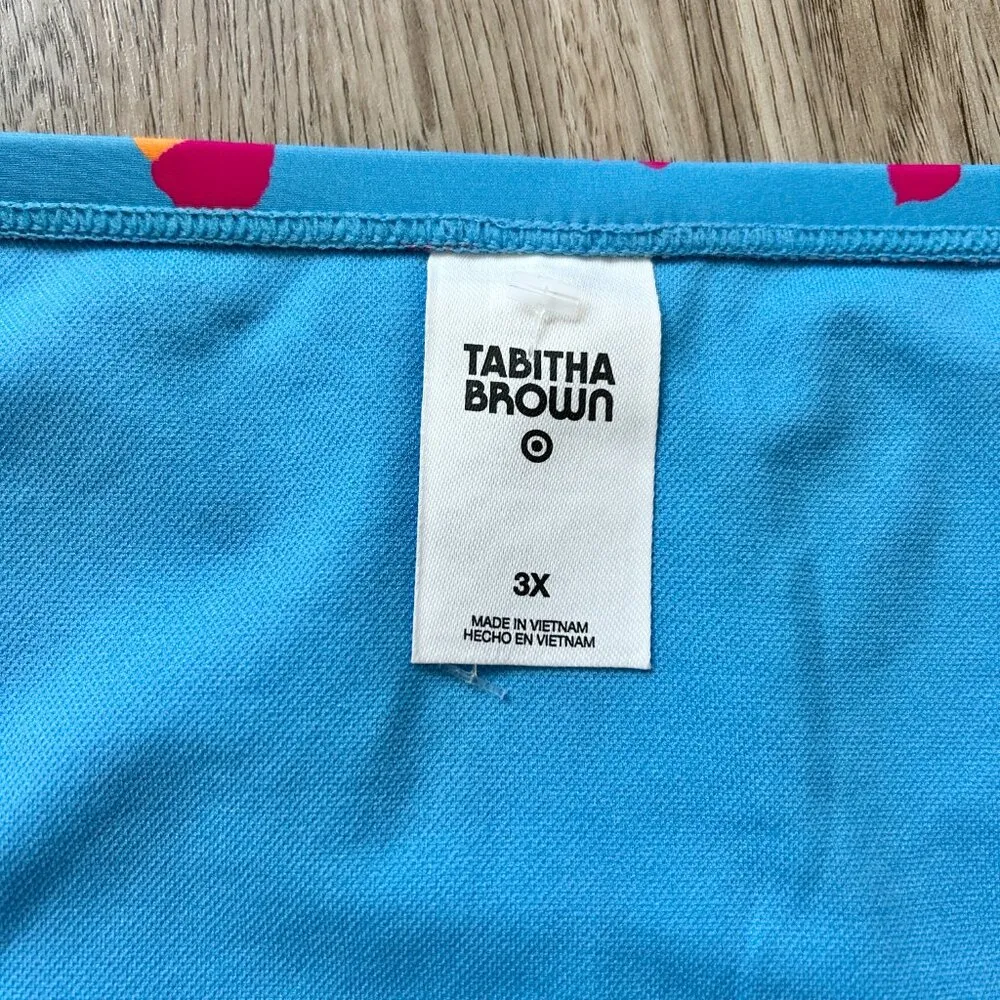 TABITHA
BROWN
3X
MADE IN VIETNAM
HECHO EN VIETNAM